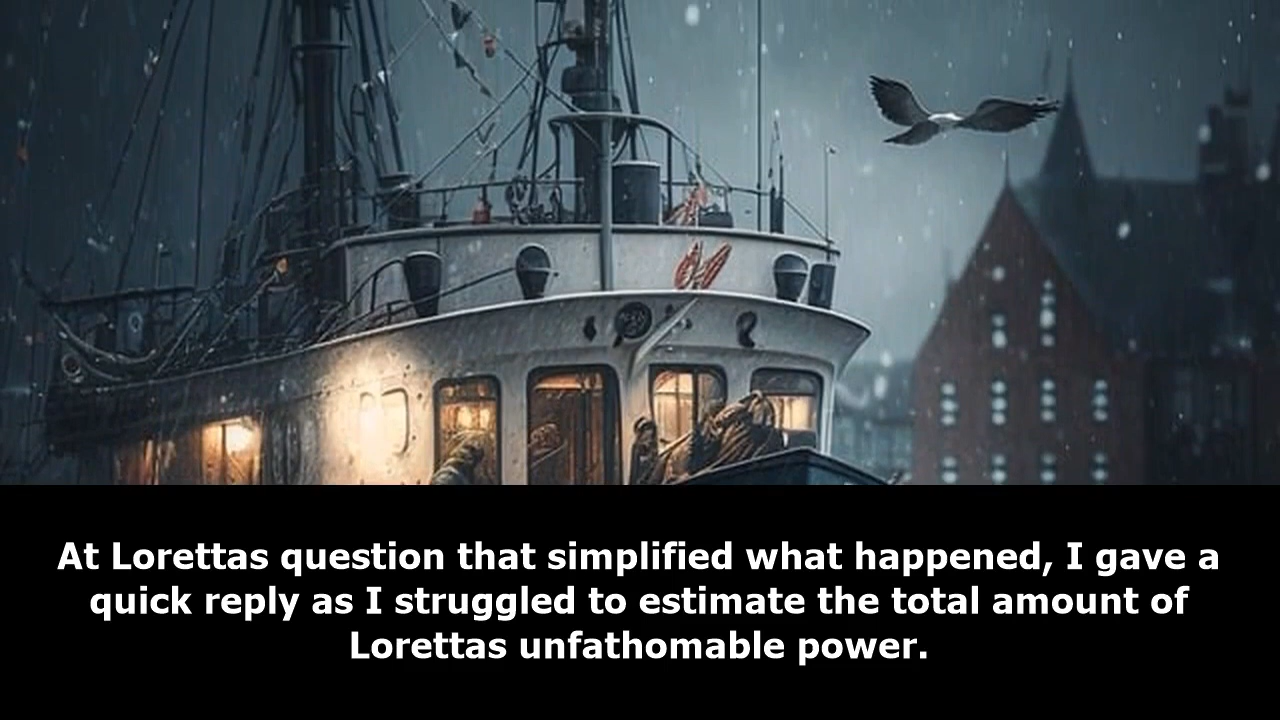 At Lorettas question that simplified what happened, I gave a
quick reply as I struggled to estimate the total amount of
Lorettas unfathomable power.